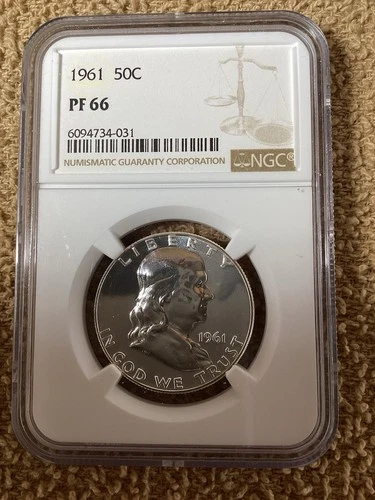 1961 50C
PF 66
6094734-031
NUMISMATIC GUARANTY CORPORATION
NGC®
LIBERTY
1961
IN GOD WE TRUST